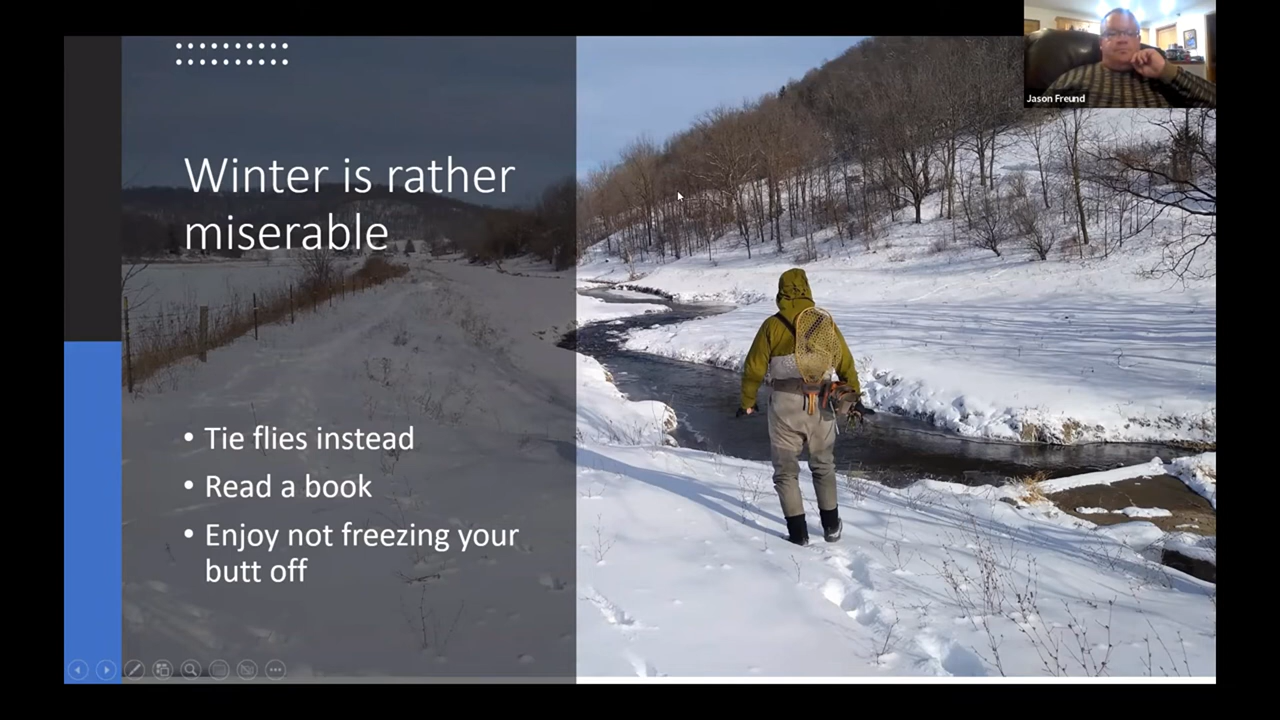 Jason Freund
Winter is rather
miserable
• Tie flies instead
• Read a book
• Enjoy not freezing your
butt off